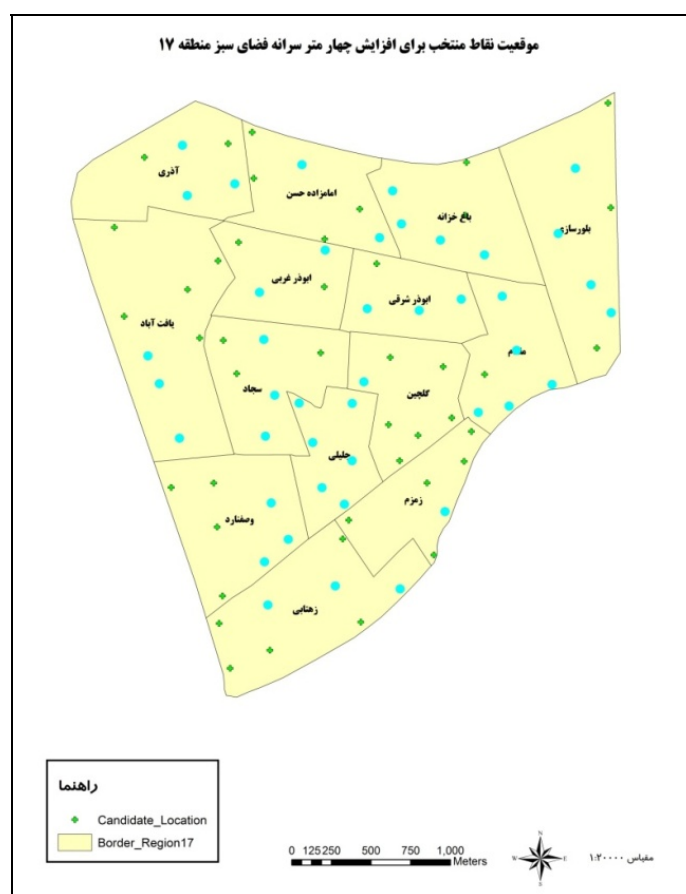 موقعیت نقاط منتخب برای افزایش چهار متر سرانه فضای سبز منطقه ۱۷
آذری
امامزاده حسن
باغ خزانه
بلورسازی
ابوذر غربی
ابوذر شرقی
یافت آباد
سجاد
گلچین
جلیلی
زمزم
وصفنارد
زهتابی
راهنما
Candidate_Location
Border_Region17
0 125 250 500 750 1,000
Meters
N
W E
S
مقیاس ۱:۲۰۰۰۰